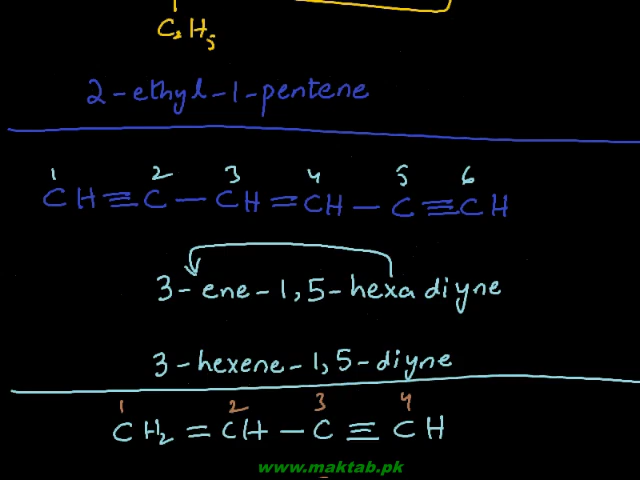 C₂H₅
2-ethyl-1-pentene
1 2 3 4 5 6
CH≡C-CH=CH-C≡CH
3-ene-1,5-hexadiyne
3-hexene-1,5-diyne
1 2 3 4
CH₂=CH-C≡CH
www.maktab.pk